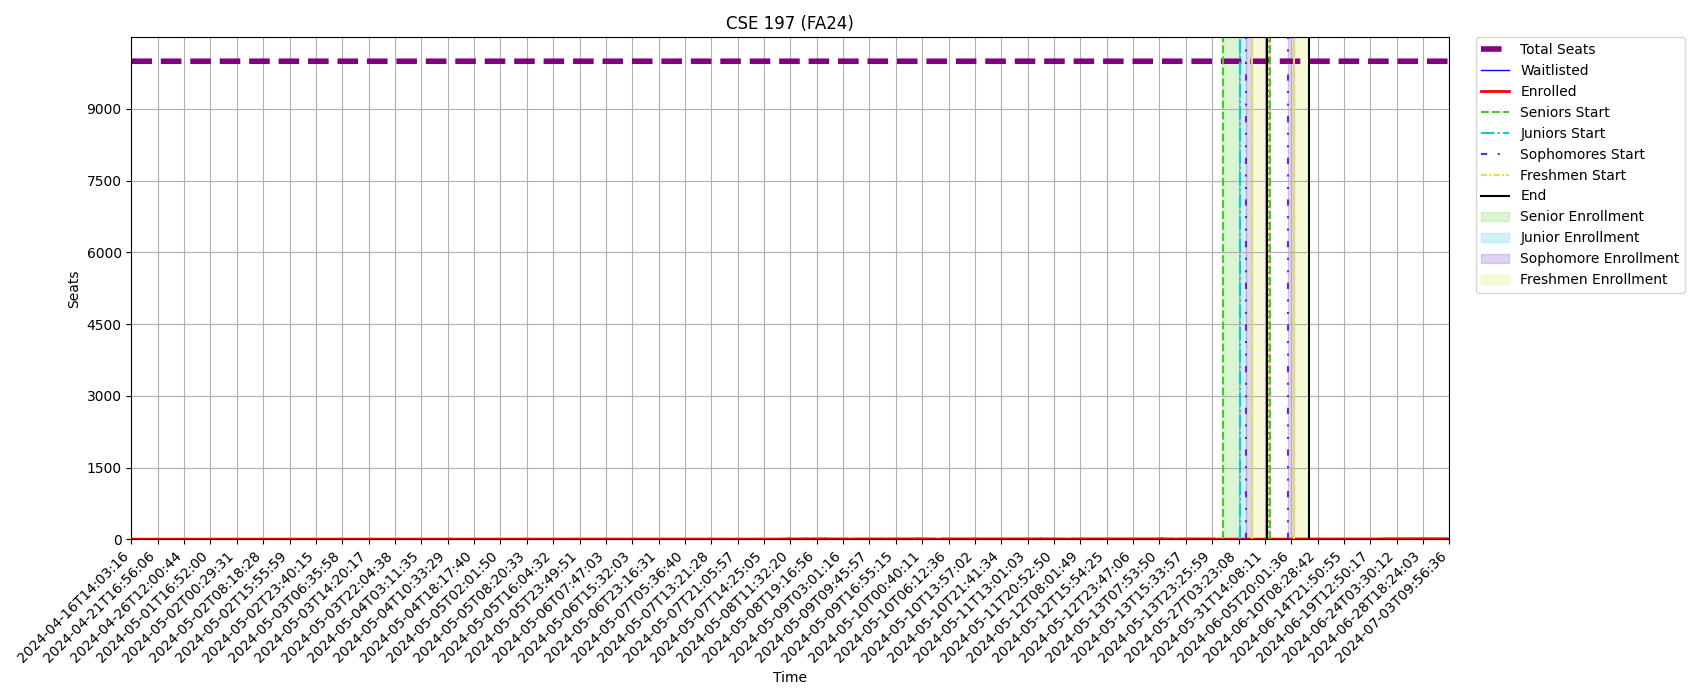 CSE 197 (FA24)
Total Seats
Waitlisted
Enrolled
Seniors Start
Juniors Start
Sophomores Start
Freshmen Start
End
Senior Enrollment
Junior Enrollment
Sophomore Enrollment
Freshmen Enrollment
Seats
9000
7500
6000
4500
3000
1500
0
2024-04-16T14:03:16
2024-04-21T16:56:06
2024-04-26T12:00:44
2024-05-01T16:52:00
2024-05-02T00:29:31
2024-05-02T08:18:28
2024-05-02T15:55:59
2024-05-02T23:40:15
2024-05-03T06:35:58
2024-05-03T14:20:17
2024-05-03T22:04:38
2024-05-04T03:11:35
2024-05-04T10:33:29
2024-05-04T18:17:40
2024-05-05T02:01:50
2024-05-05T08:20:33
2024-05-05T16:04:32
2024-05-05T23:49:51
2024-05-06T07:47:03
2024-05-06T15:32:03
2024-05-06T23:16:31
2024-05-07T05:36:40
2024-05-07T13:21:28
2024-05-07T21:05:57
2024-05-07T14:25:05
2024-05-08T11:32:20
2024-05-08T19:16:56
2024-05-09T03:01:16
2024-05-09T09:45:57
2024-05-09T16:55:15
2024-05-10T00:40:11
2024-05-10T06:12:36
2024-05-10T13:57:02
2024-05-10T21:41:34
2024-05-11T13:01:03
2024-05-11T20:52:50
2024-05-12T08:01:49
2024-05-12T15:54:25
2024-05-12T23:47:06
2024-05-13T07:53:50
2024-05-13T15:33:57
2024-05-13T23:25:59
2024-05-27T03:23:08
2024-05-31T14:08:11
2024-06-05T20:01:36
2024-06-10T08:28:42
2024-06-14T21:50:55
2024-06-19T12:50:17
2024-06-24T03:30:12
2024-06-28T18:24:03
2024-07-03T09:56:36
Time